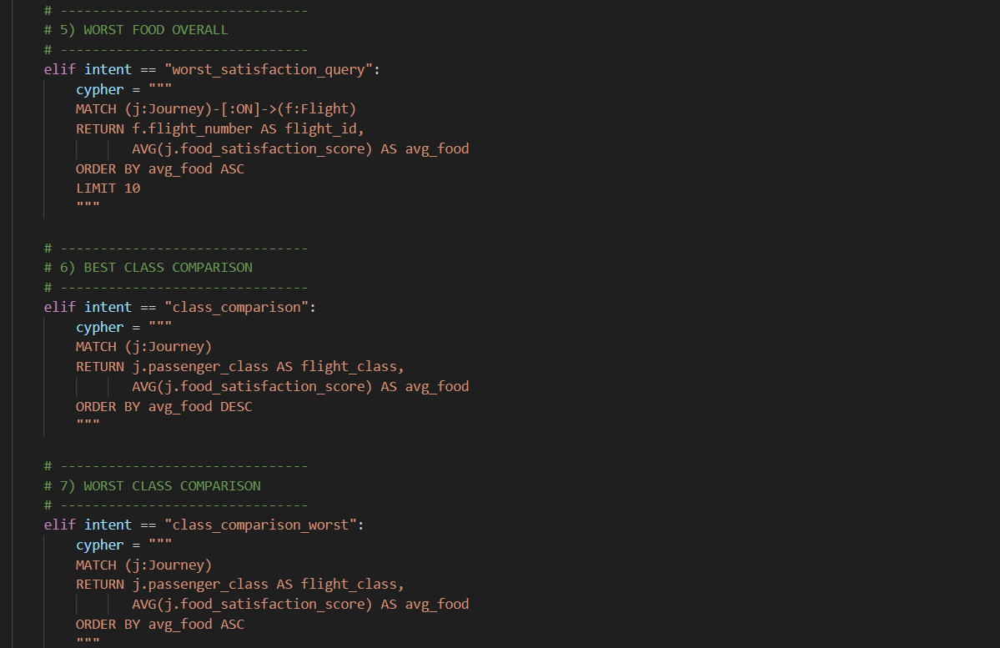 # -------------------------------
# 5) WORST FOOD OVERALL
# -------------------------------
elif intent == "worst_satisfaction_query":
    cypher = """
    MATCH (j:Journey)-[:ON]->(f:Flight)
    RETURN f.flight_number AS flight_id,
           AVG(j.food_satisfaction_score) AS avg_food
    ORDER BY avg_food ASC
    LIMIT 10
    """

# -------------------------------
# 6) BEST CLASS COMPARISON
# -------------------------------
elif intent == "class_comparison":
    cypher = """
    MATCH (j:Journey)
    RETURN j.passenger_class AS flight_class,
           AVG(j.food_satisfaction_score) AS avg_food
    ORDER BY avg_food DESC
    """

# -------------------------------
# 7) WORST CLASS COMPARISON
# -------------------------------
elif intent == "class_comparison_worst":
    cypher = """
    MATCH (j:Journey)
    RETURN j.passenger_class AS flight_class,
           AVG(j.food_satisfaction_score) AS avg_food
    ORDER BY avg_food ASC
    """